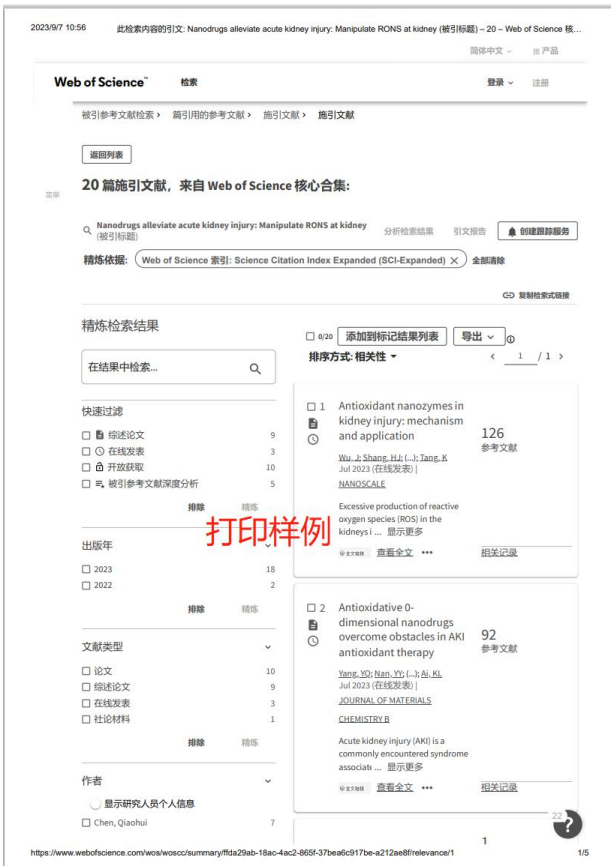 2023/9/7 10:56 此检索内容的引文: Nanodrugs alleviate acute kidney injury: Manipulate RONS at kidney (被引标题) – 20 – Web of Science 核…
简体中文 产品
Web of Science™ 检索 登录 注册
被引参考文献检索 › 篇引用的参考文献 › 施引文献 › 施引文献
返回列表
菜单
20 篇施引文献，来自 Web of Science 核心合集:
Nanodrugs alleviate acute kidney injury: Manipulate RONS at kidney
(被引标题)
分析检索结果 引文报告 创建跟踪服务
精炼依据: Web of Science 索引: Science Citation Index Expanded (SCI-Expanded) × 全部清除
复制检索式链接
精炼检索结果
在结果中检索...
快速过滤
综述论文 9
在线发表 3
开放获取 10
被引参考文献深度分析 5
排除 精炼
出版年
2023 18
2022 2
排除 精炼
文献类型
论文 10
综述论文 9
在线发表 3
社论材料 1
排除 精炼
作者
显示研究人员个人信息
Chen, Qiaohui 7
0/20 添加到标记结果列表 导出
排序方式: 相关性 ‹ 1 / 1 ›
1 Antioxidant nanozymes in
kidney injury: mechanism
and application
126
参考文献
Wu, J; Shang, HJ; (...); Tang, K
Jul 2023 (在线发表) |
NANOSCALE
Excessive production of reactive
oxygen species (ROS) in the
kidneys i ... 显示更多
查看全文 ••• 相关记录
2 Antioxidative 0-
dimensional nanodrugs
overcome obstacles in AKI
antioxidant therapy
92
参考文献
Yang, YQ; Nan, YY; (...); Ai, KL
Jul 2023 (在线发表) |
JOURNAL OF MATERIALS
CHEMISTRY B
Acute kidney injury (AKI) is a
commonly encountered syndrome
associate ... 显示更多
查看全文 ••• 相关记录
打印样例
22
?
1
https://www.webofscience.com/wos/woscc/summary/ffda29ab-18ac-4ac2-865f-37bea6c917be-a212ae8f/relevance/1 1/5